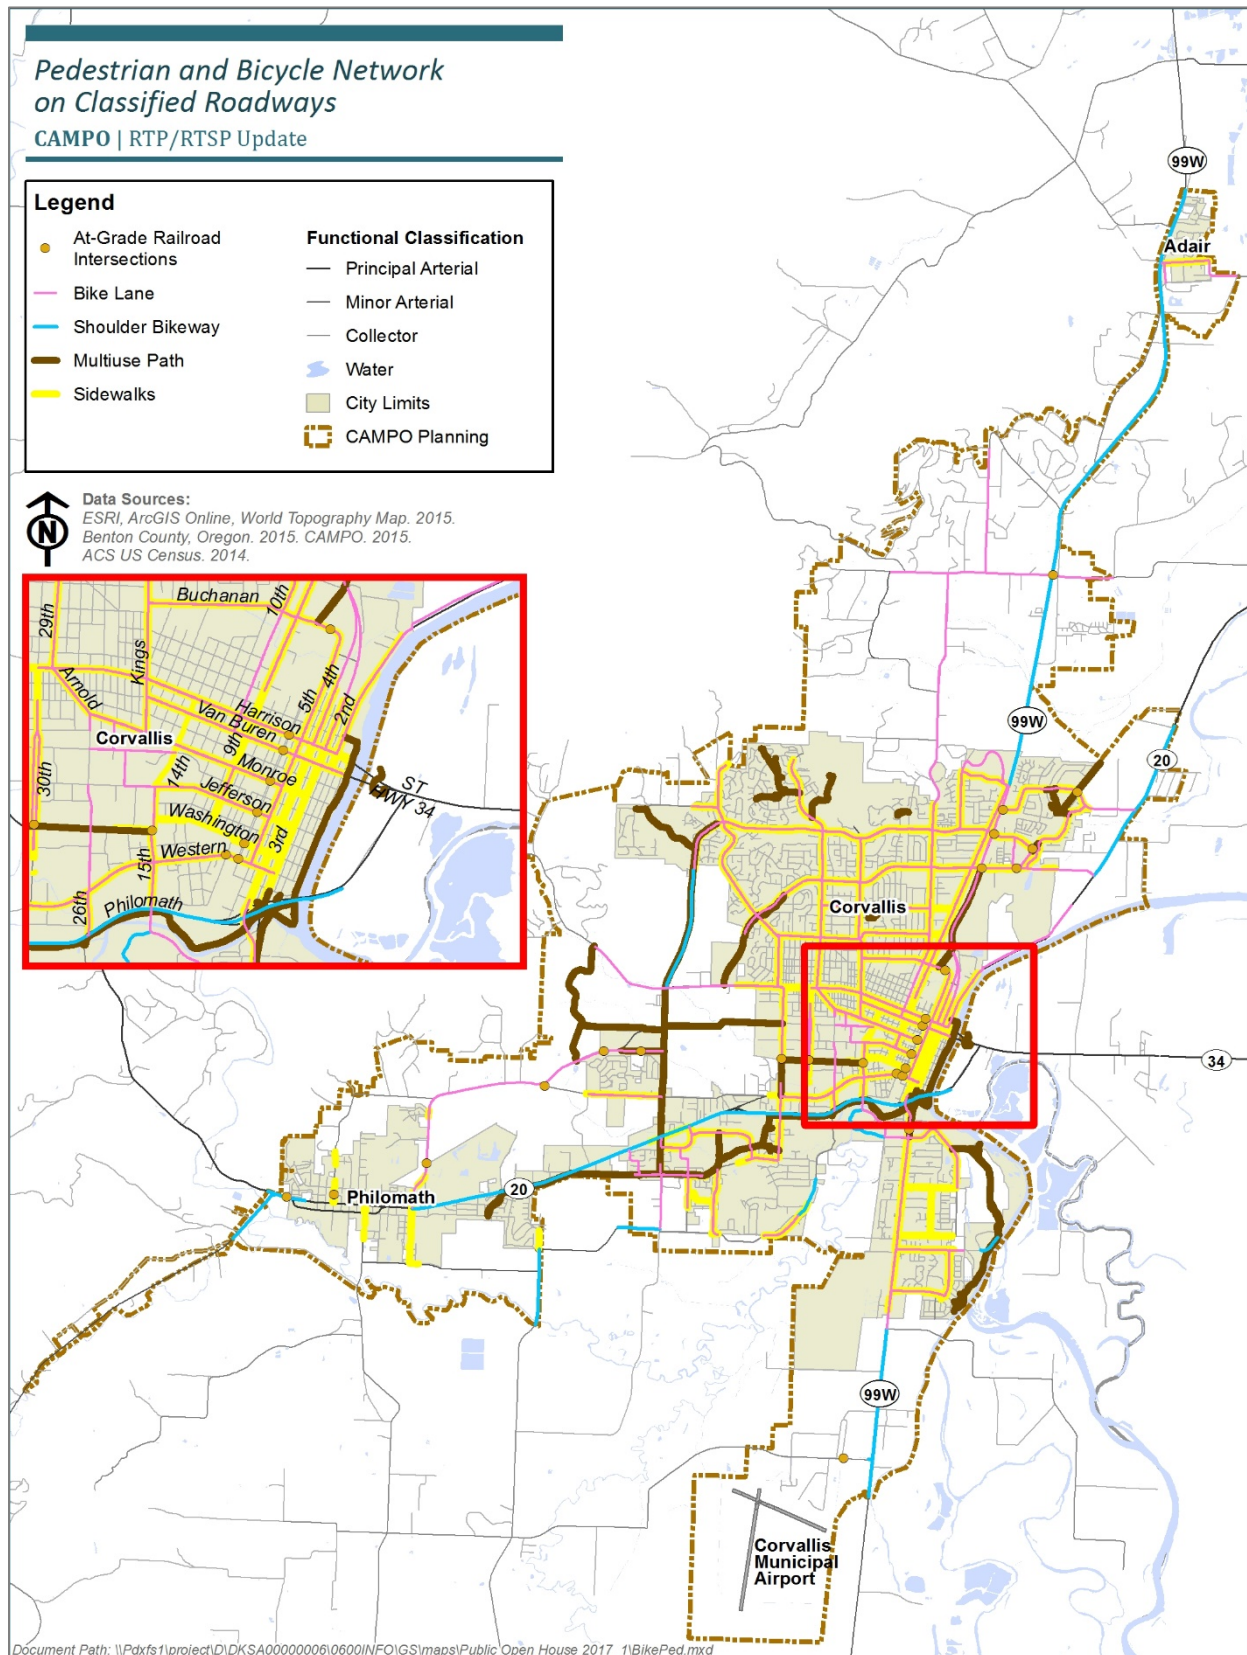 Pedestrian and Bicycle Network
on Classified Roadways
CAMPO | RTP/RTSP Update
Legend
At-Grade Railroad
Intersections
Bike Lane
Shoulder Bikeway
Multiuse Path
Sidewalks
Functional Classification
Principal Arterial
Minor Arterial
Collector
Water
City Limits
CAMPO Planning
N
Data Sources:
ESRI, ArcGIS Online, World Topography Map. 2015.
Benton County, Oregon. 2015. CAMPO. 2015.
ACS US Census. 2014.
Buchanan
10th
29th
Kings
Arnold
4th
5th
2nd
Harrison
Van Buren
9th
Corvallis
Monroe
14th
30th
Jefferson
ST
HWY 34
Washington
3rd
Western
15th
26th
Philomath
99W
Adair
99W
20
Corvallis
34
Philomath
20
99W
Corvallis
Municipal
Airport
Document Path: \\Pdxfs1\project\D\DKSA00000006\0600INFO\GS\maps\Public Open House 2017_1\BikePed.mxd